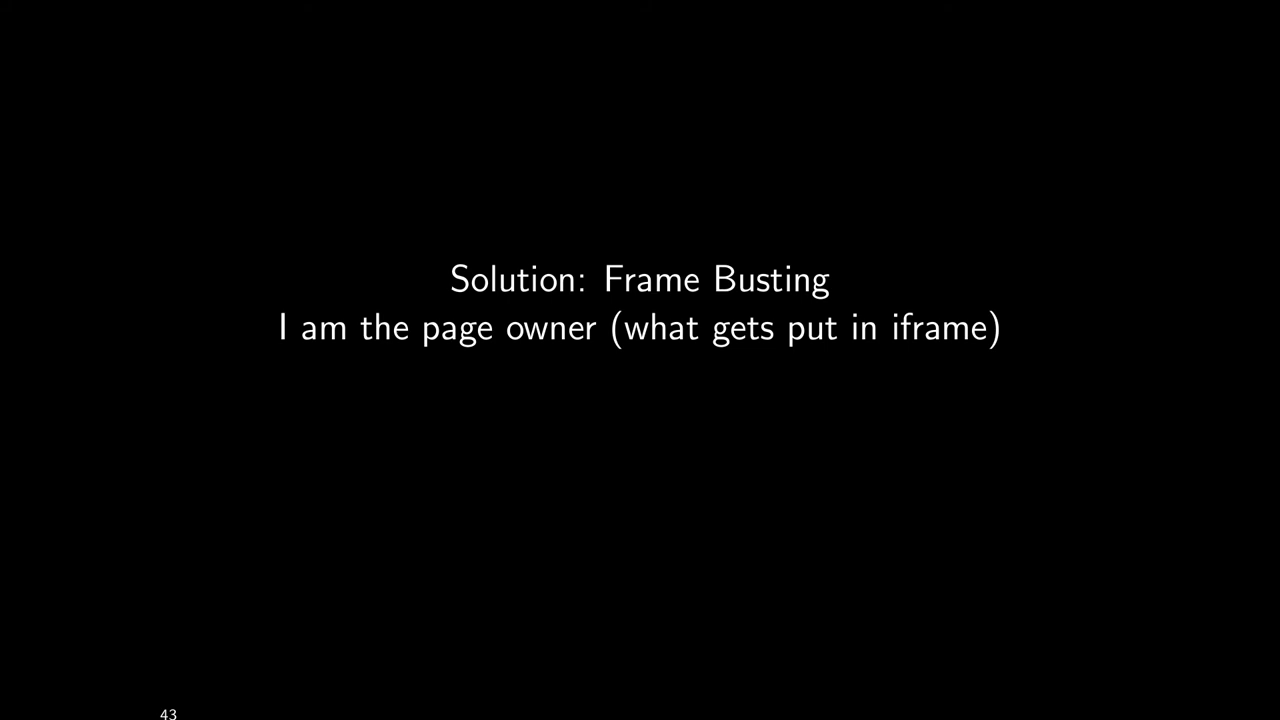 Solution: Frame Busting
I am the page owner (what gets put in iframe)
43